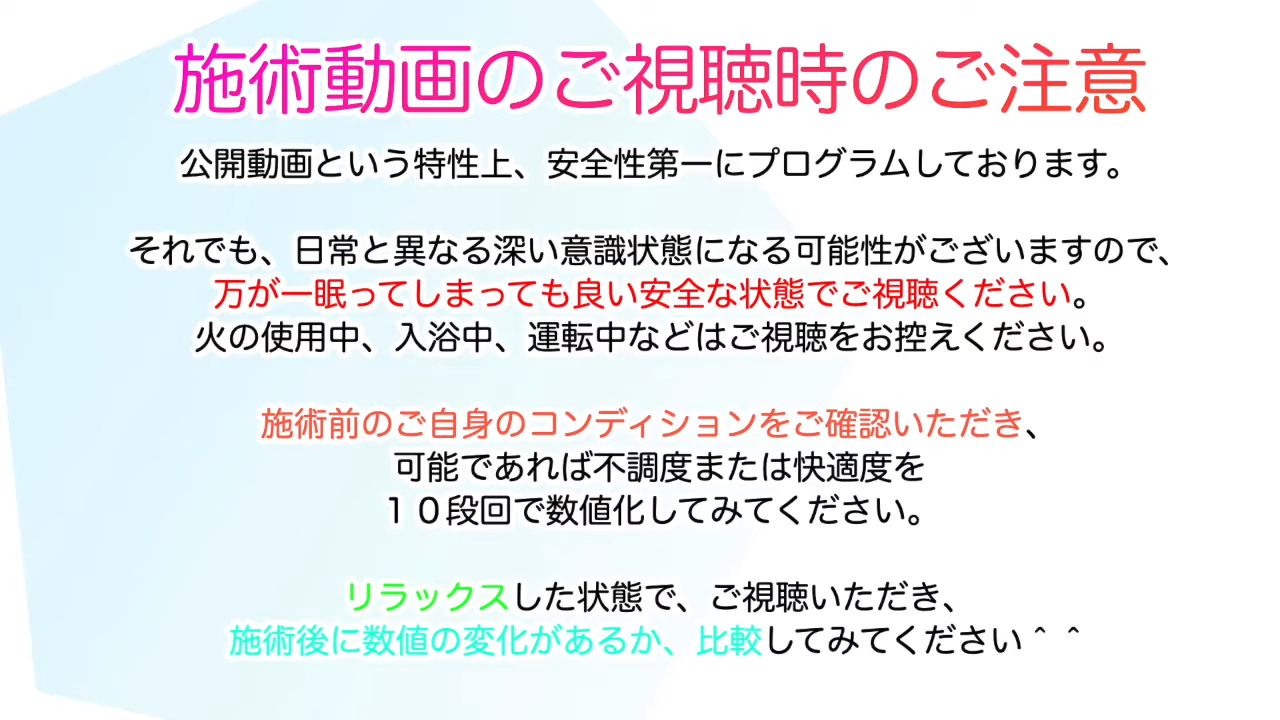 施術動画のご視聴時のご注意
公開動画という特性上、安全性第一にプログラムしております。
それでも、日常と異なる深い意識状態になる可能性がございますので、
万が一眠ってしまっても良い安全な状態でご視聴ください。
火の使用中、入浴中、運転中などはご視聴をお控えください。
施術前のご自身のコンディションをご確認いただき、
可能であれば不調度または快適度を
１０段回で数値化してみてください。
リラックスした状態で、ご視聴いただき、
施術後に数値の変化があるか、比較してみてください＾＾